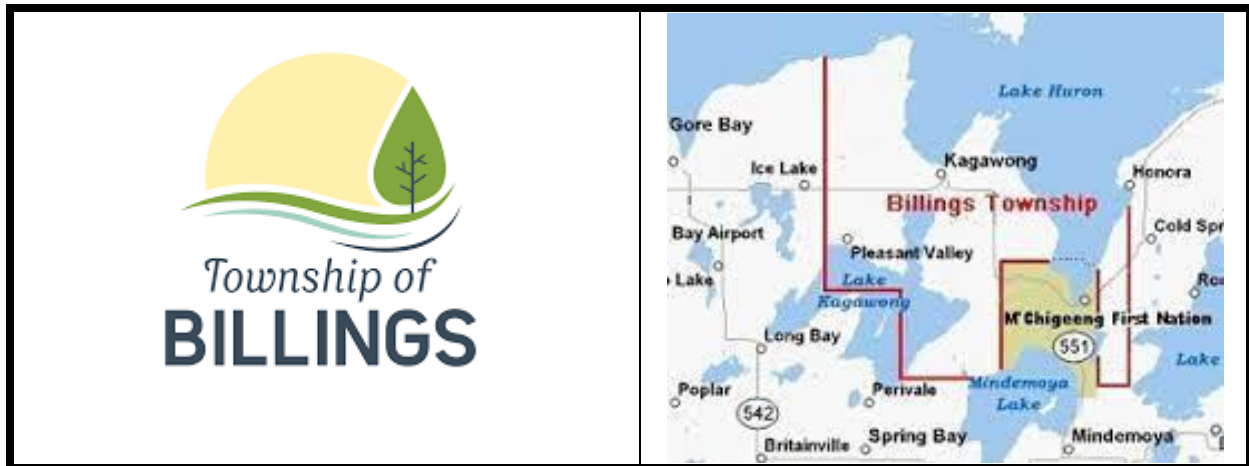 Township of
BILLINGS
Lake Huron
Gore Bay
Kagawong
Ice Lake
Honora
Billings Township
Cold Spr
Bay Airport
Pleasant Valley
Lake
Lake
Kagawong
M'Chigeeng First Nation
Long Bay
551
Lake
Mindemoya
Lake
Poplar
Perivale
542
Spring Bay
Mindemoya
Britainville